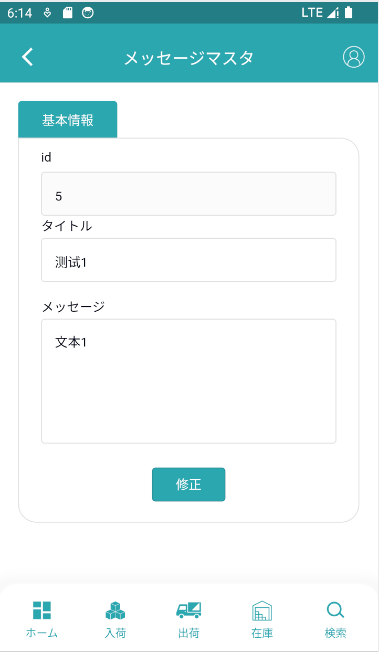 6:14 LTE
メッセージマスタ
基本情報
id
5
タイトル
测试1
メッセージ
文本1
修正
ホーム 入荷 出荷 在庫 検索